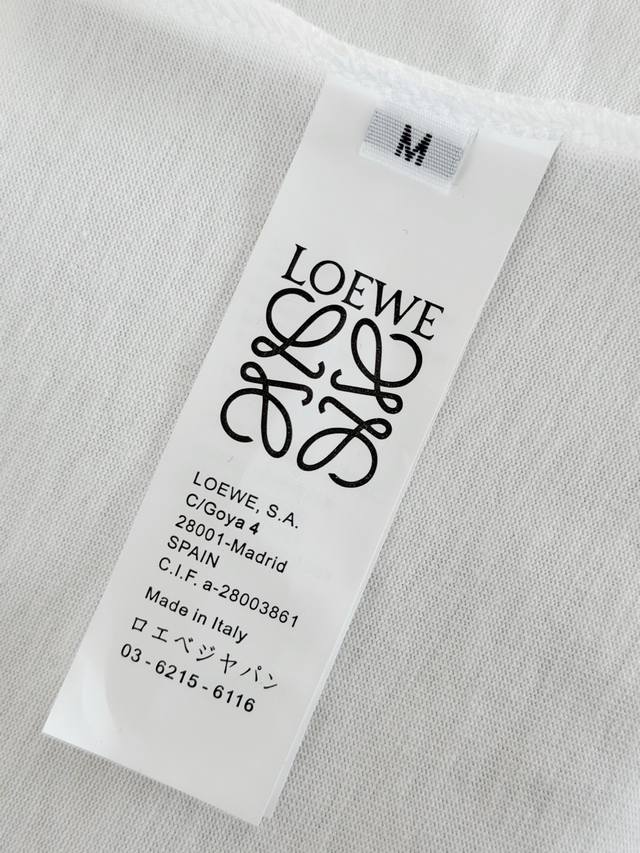 M
LOEWE
LOEWE, S.A.
C/Goya 4
28001-Madrid
SPAIN
C.I.F. a-28003861
Made in Italy
ロエベジヤパン
03-6215-6116